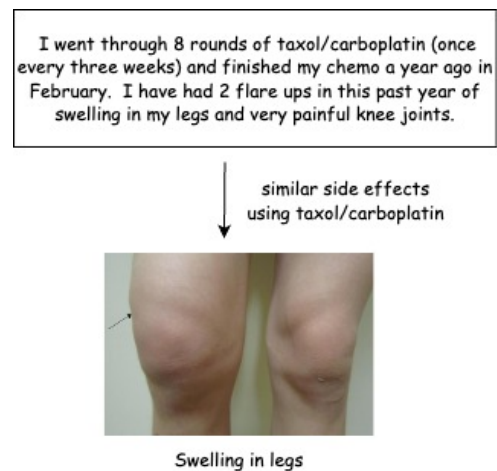 I went through 8 rounds of taxol/carboplatin (once
every three weeks) and finished my chemo a year ago in
February. I have had 2 flare ups in this past year of
swelling in my legs and very painful knee joints.
similar side effects
using taxol/carboplatin
Swelling in legs